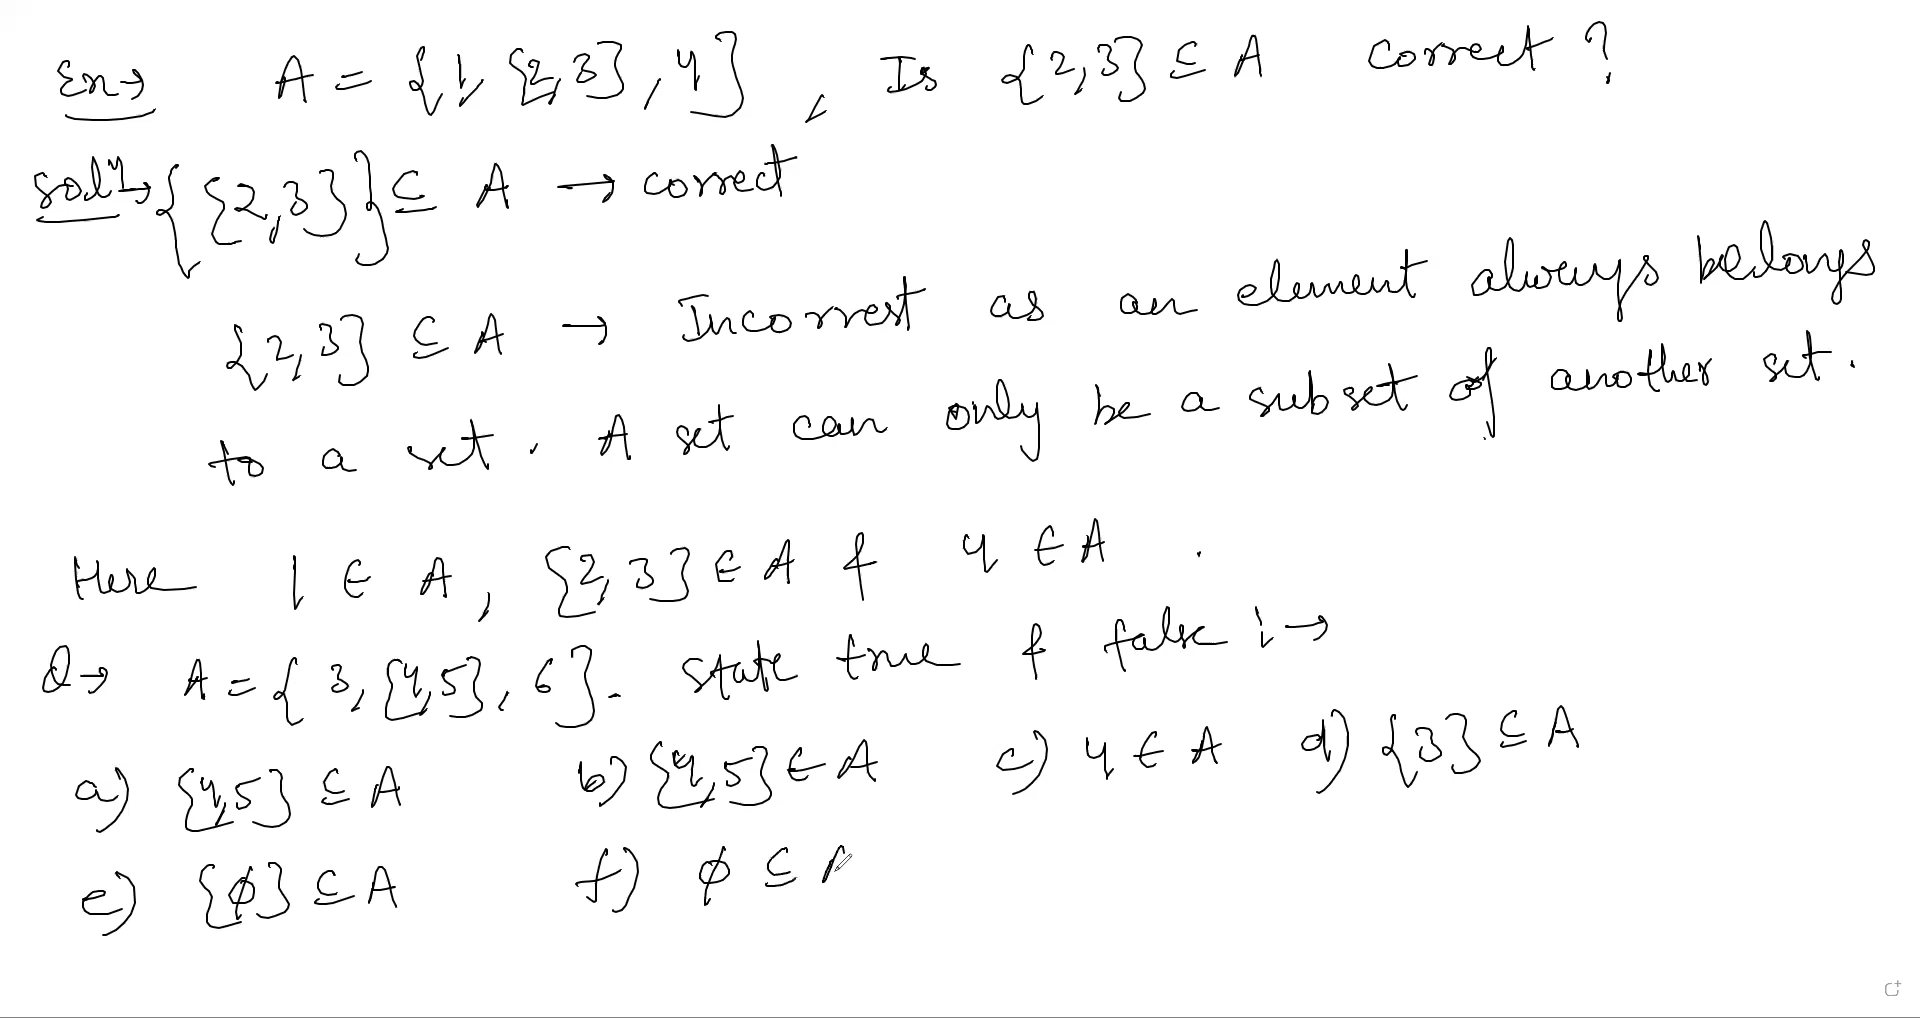 Ex→ A = {1, {2,3}, 4}, Is {2,3} ⊆ A correct ?
solⁿ→ {{2,3}} ⊆ A → correct
{2,3} ⊆ A → Incorrect as an element always belongs
to a set. A set can only be a subset of another set.
Here 1 ∈ A, {2,3} ∈ A & 4 ∈ A .
Q→ A = { 3, {4,5}, 6}. State true & false :→
a) {4,5} ⊆ A b) {4,5} ∈ A c) 4 ∈ A d) {3} ⊆ A
e) {ϕ} ⊆ A f) ϕ ⊆